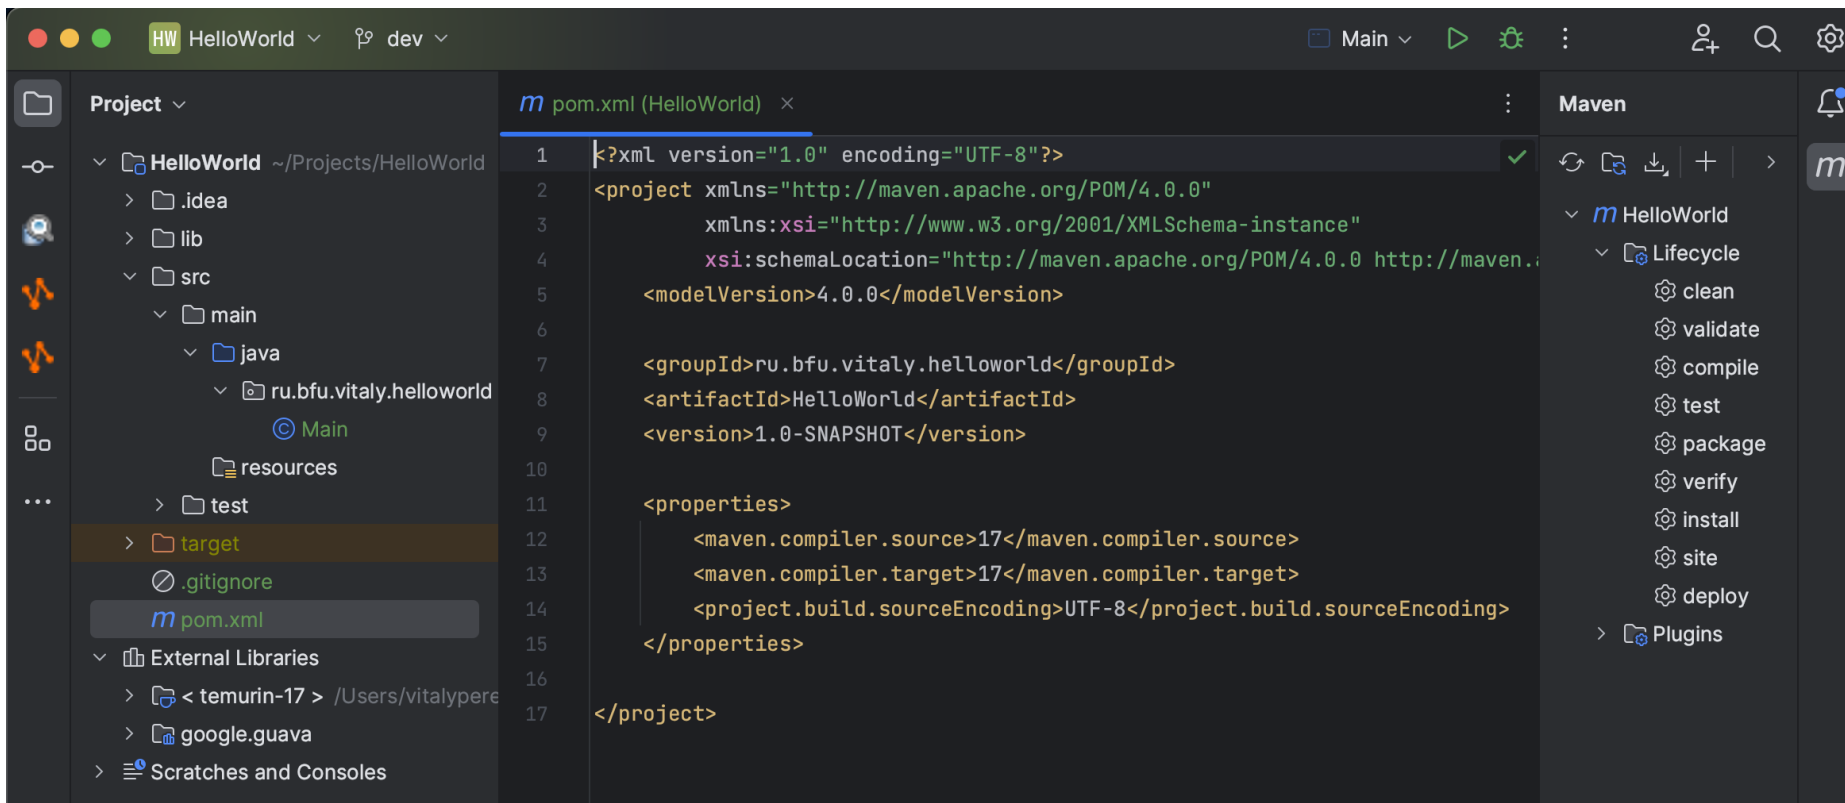 HW HelloWorld dev Main
Project
HelloWorld ~/Projects/HelloWorld
.idea
lib
src
main
java
ru.bfu.vitaly.helloworld
Main
resources
test
target
.gitignore
pom.xml
External Libraries
< temurin-17 > /Users/vitalypere
google.guava
Scratches and Consoles
pom.xml (HelloWorld)
1 <?xml version="1.0" encoding="UTF-8"?>
2 <project xmlns="http://maven.apache.org/POM/4.0.0"
3 xmlns:xsi="http://www.w3.org/2001/XMLSchema-instance"
4 xsi:schemaLocation="http://maven.apache.org/POM/4.0.0 http://maven.
5 <modelVersion>4.0.0</modelVersion>
6
7 <groupId>ru.bfu.vitaly.helloworld</groupId>
8 <artifactId>HelloWorld</artifactId>
9 <version>1.0-SNAPSHOT</version>
10
11 <properties>
12 <maven.compiler.source>17</maven.compiler.source>
13 <maven.compiler.target>17</maven.compiler.target>
14 <project.build.sourceEncoding>UTF-8</project.build.sourceEncoding>
15 </properties>
16
17 </project>
Maven
HelloWorld
Lifecycle
clean
validate
compile
test
package
verify
install
site
deploy
Plugins